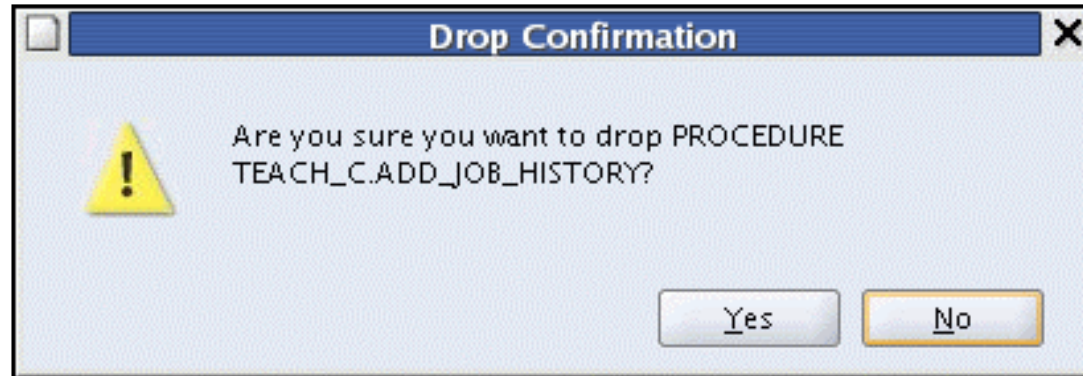 Drop Confirmation
Are you sure you want to drop PROCEDURE
TEACH_C.ADD_JOB_HISTORY?
Yes No